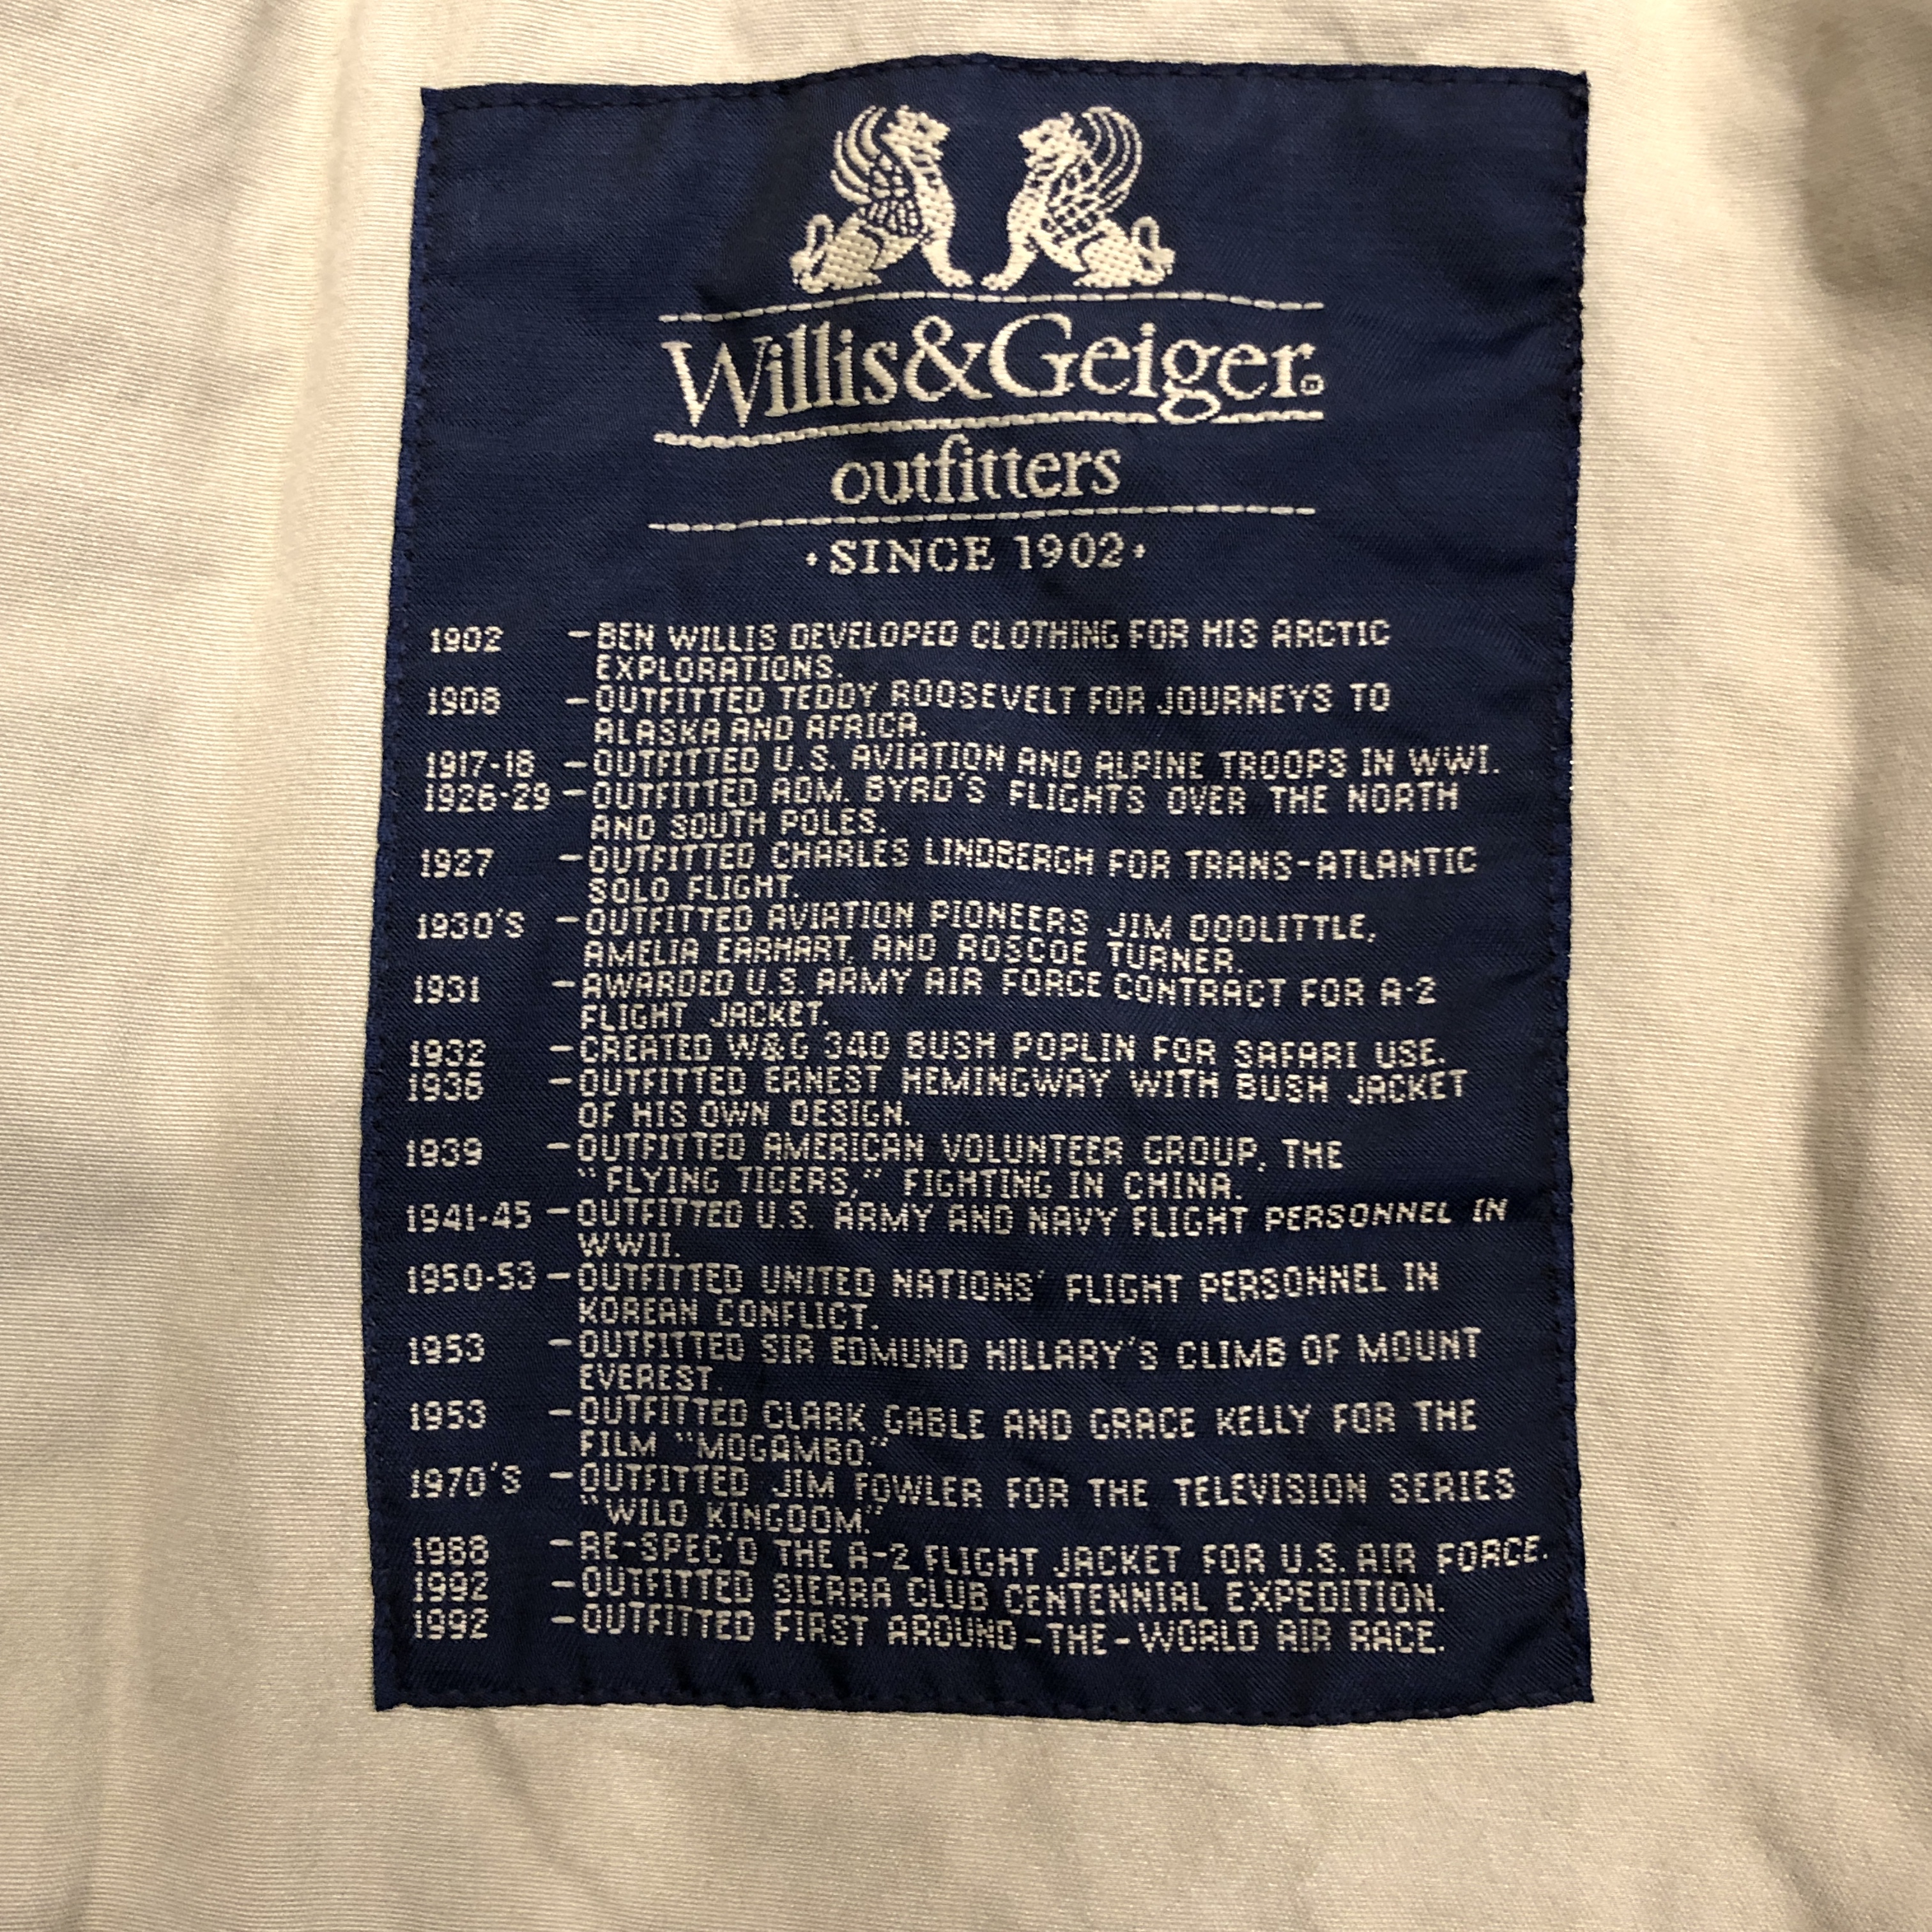 Willis&Geiger®
outfitters
·SINCE 1902·
1902 –BEN WILLIS DEVELOPED CLOTHING FOR HIS ARCTIC
EXPLORATIONS.
1908 –OUTFITTED TEDDY ROOSEVELT FOR JOURNEYS TO
ALASKA AND AFRICA.
1917-18 –OUTFITTED U.S. AVIATION AND ALPINE TROOPS IN WWI.
1926-29 –OUTFITTED ADM. BYRD'S FLIGHTS OVER THE NORTH
AND SOUTH POLES.
1927 –OUTFITTED CHARLES LINDBERGH FOR TRANS-ATLANTIC
SOLO FLIGHT.
1930'S –OUTFITTED AVIATION PIONEERS JIM DOOLITTLE,
AMELIA EARHART, AND ROSCOE TURNER.
1931 –AWARDED U.S. ARMY AIR FORCE CONTRACT FOR A-2
FLIGHT JACKET.
1932 –CREATED W&G 340 BUSH POPLIN FOR SAFARI USE.
1936 –OUTFITTED ERNEST HEMINGWAY WITH BUSH JACKET
OF HIS OWN DESIGN.
1939 –OUTFITTED AMERICAN VOLUNTEER GROUP, THE
"FLYING TIGERS," FIGHTING IN CHINA.
1941-45 –OUTFITTED U.S. ARMY AND NAVY FLIGHT PERSONNEL IN
WWII.
1950-53 –OUTFITTED UNITED NATIONS' FLIGHT PERSONNEL IN
KOREAN CONFLICT.
1953 –OUTFITTED SIR EDMUND HILLARY'S CLIMB OF MOUNT
EVEREST.
1953 –OUTFITTED CLARK GABLE AND GRACE KELLY FOR THE
FILM "MOGAMBO."
1970'S –OUTFITTED JIM FOWLER FOR THE TELEVISION SERIES
"WILD KINGDOM."
1988 –RE-SPEC'D THE A-2 FLIGHT JACKET FOR U.S. AIR FORCE.
1992 –OUTFITTED SIERRA CLUB CENTENNIAL EXPEDITION.
1992 –OUTFITTED FIRST AROUND-THE-WORLD AIR RACE.